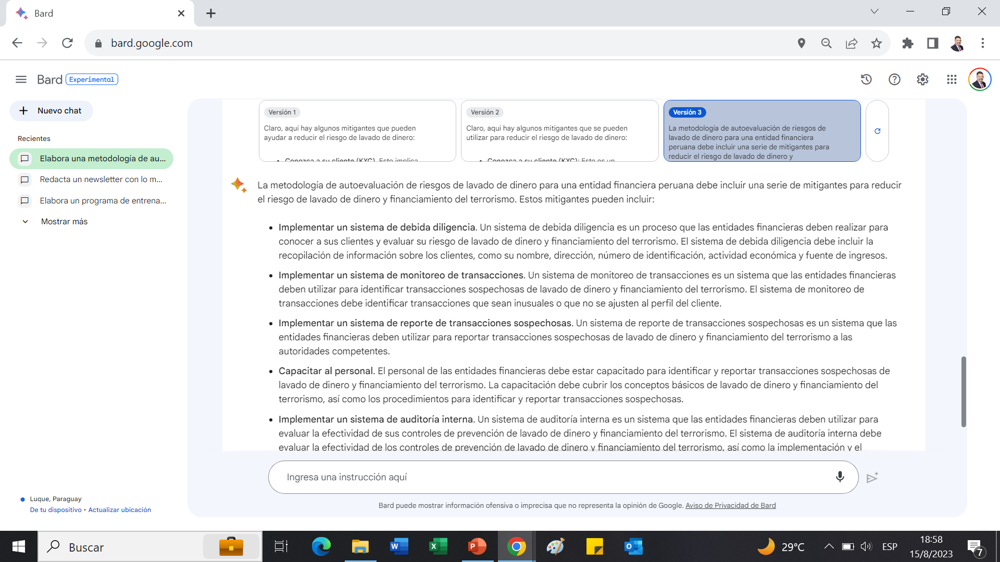 Bard
bard.google.com
Bard Experimental
Nuevo chat
Recientes
Elabora una metodología de au...
Redacta un newsletter con lo m...
Elabora un programa de entrena...
Mostrar más
Luque, Paraguay
De tu dispositivo • Actualizar ubicación
Versión 1
Claro, aquí hay algunos mitigantes que pueden
ayudar a reducir el riesgo de lavado de dinero:
• Conozca a su cliente (KYC). Esto implica
Versión 2
Claro, aquí hay algunos mitigantes que se pueden
utilizar para reducir el riesgo de lavado de dinero:
• Conozca a su cliente (KYC): Esto es un
Versión 3
La metodología de autoevaluación de riesgos de
lavado de dinero para una entidad financiera
peruana debe incluir una serie de mitigantes para
reducir el riesgo de lavado de dinero y
La metodología de autoevaluación de riesgos de lavado de dinero para una entidad financiera peruana debe incluir una serie de mitigantes para reducir
el riesgo de lavado de dinero y financiamiento del terrorismo. Estos mitigantes pueden incluir:
• Implementar un sistema de debida diligencia. Un sistema de debida diligencia es un proceso que las entidades financieras deben realizar para
conocer a sus clientes y evaluar su riesgo de lavado de dinero y financiamiento del terrorismo. El sistema de debida diligencia debe incluir la
recopilación de información sobre los clientes, como su nombre, dirección, número de identificación, actividad económica y fuente de ingresos.
• Implementar un sistema de monitoreo de transacciones. Un sistema de monitoreo de transacciones es un sistema que las entidades financieras
deben utilizar para identificar transacciones sospechosas de lavado de dinero y financiamiento del terrorismo. El sistema de monitoreo de
transacciones debe identificar transacciones que sean inusuales o que no se ajusten al perfil del cliente.
• Implementar un sistema de reporte de transacciones sospechosas. Un sistema de reporte de transacciones sospechosas es un sistema que las
entidades financieras deben utilizar para reportar transacciones sospechosas de lavado de dinero y financiamiento del terrorismo a las
autoridades competentes.
• Capacitar al personal. El personal de las entidades financieras debe estar capacitado para identificar y reportar transacciones sospechosas de
lavado de dinero y financiamiento del terrorismo. La capacitación debe cubrir los conceptos básicos de lavado de dinero y financiamiento del
terrorismo, así como los procedimientos para identificar y reportar transacciones sospechosas.
• Implementar un sistema de auditoría interna. Un sistema de auditoría interna es un sistema que las entidades financieras deben utilizar para
evaluar la efectividad de sus controles de prevención de lavado de dinero y financiamiento del terrorismo. El sistema de auditoría interna debe
evaluar la efectividad de los controles de prevención de lavado de dinero y financiamiento del terrorismo, así como la implementación y el
Ingresa una instrucción aquí
Bard puede mostrar información ofensiva o imprecisa que no representa la opinión de Google. Aviso de Privacidad de Bard
Buscar
29°C
ESP
18:58
15/8/2023
7